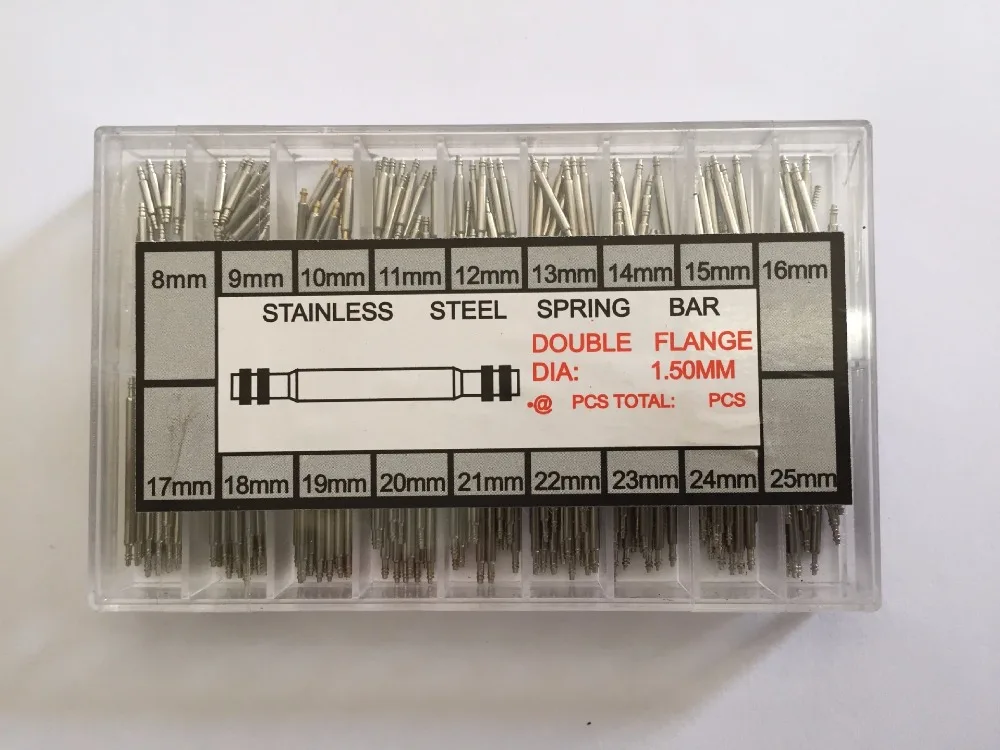 8mm 9mm 10mm 11mm 12mm 13mm 14mm 15mm 16mm
STAINLESS STEEL SPRING BAR
DOUBLE FLANGE
DIA: 1.50MM
•@ PCS TOTAL: PCS
17mm 18mm 19mm 20mm 21mm 22mm 23mm 24mm 25mm